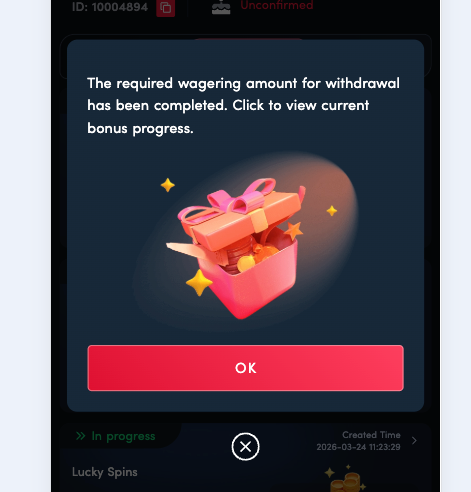 ID: 10004894
Unconfirmed
The required wagering amount for withdrawal
has been completed. Click to view current
bonus progress.
OK
In progress
Created Time
2026-03-24 11:23:29
Lucky Spins